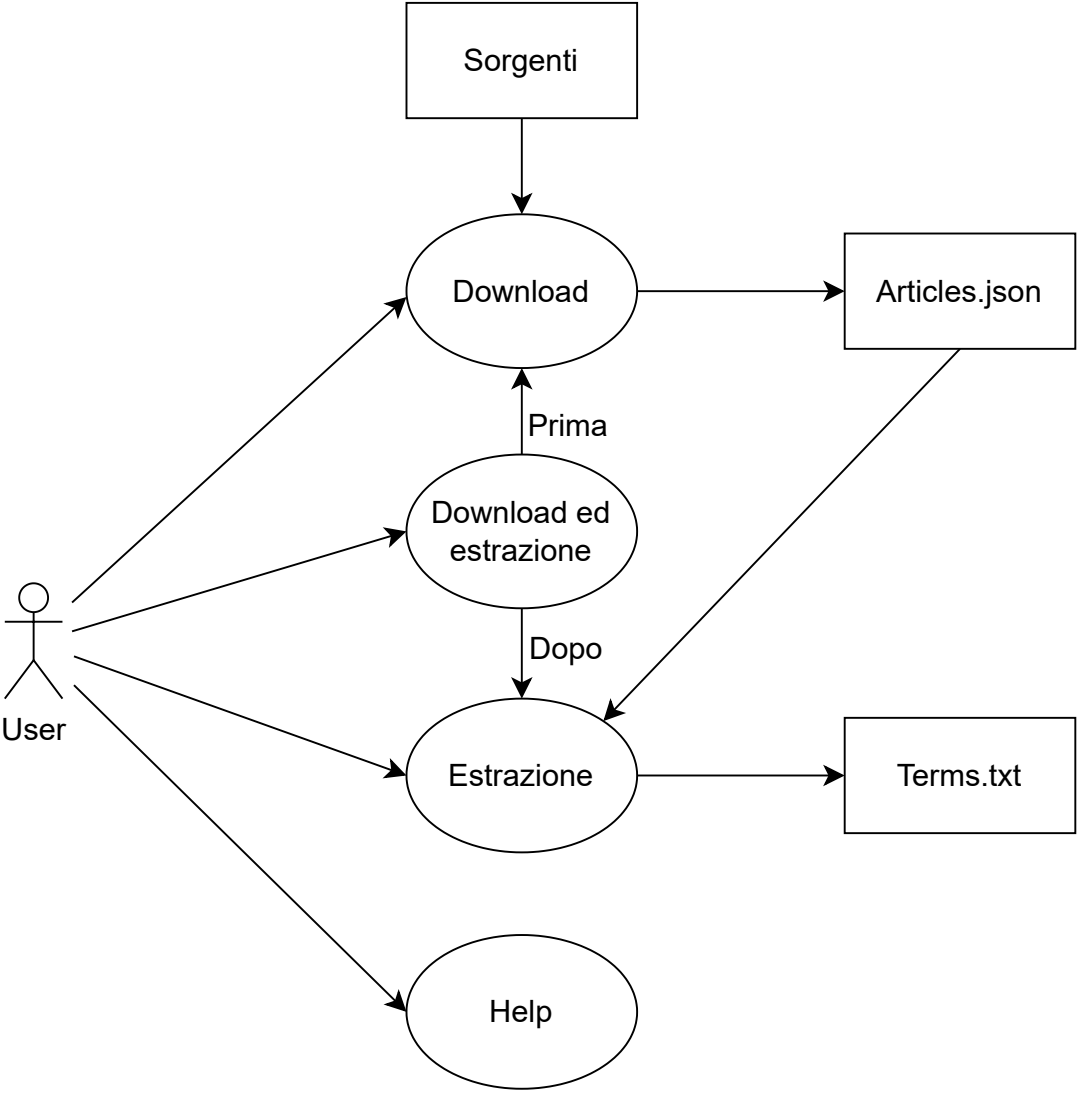 Sorgenti
Download
Articles.json
Prima
Download ed
estrazione
Dopo
User
Estrazione
Terms.txt
Help